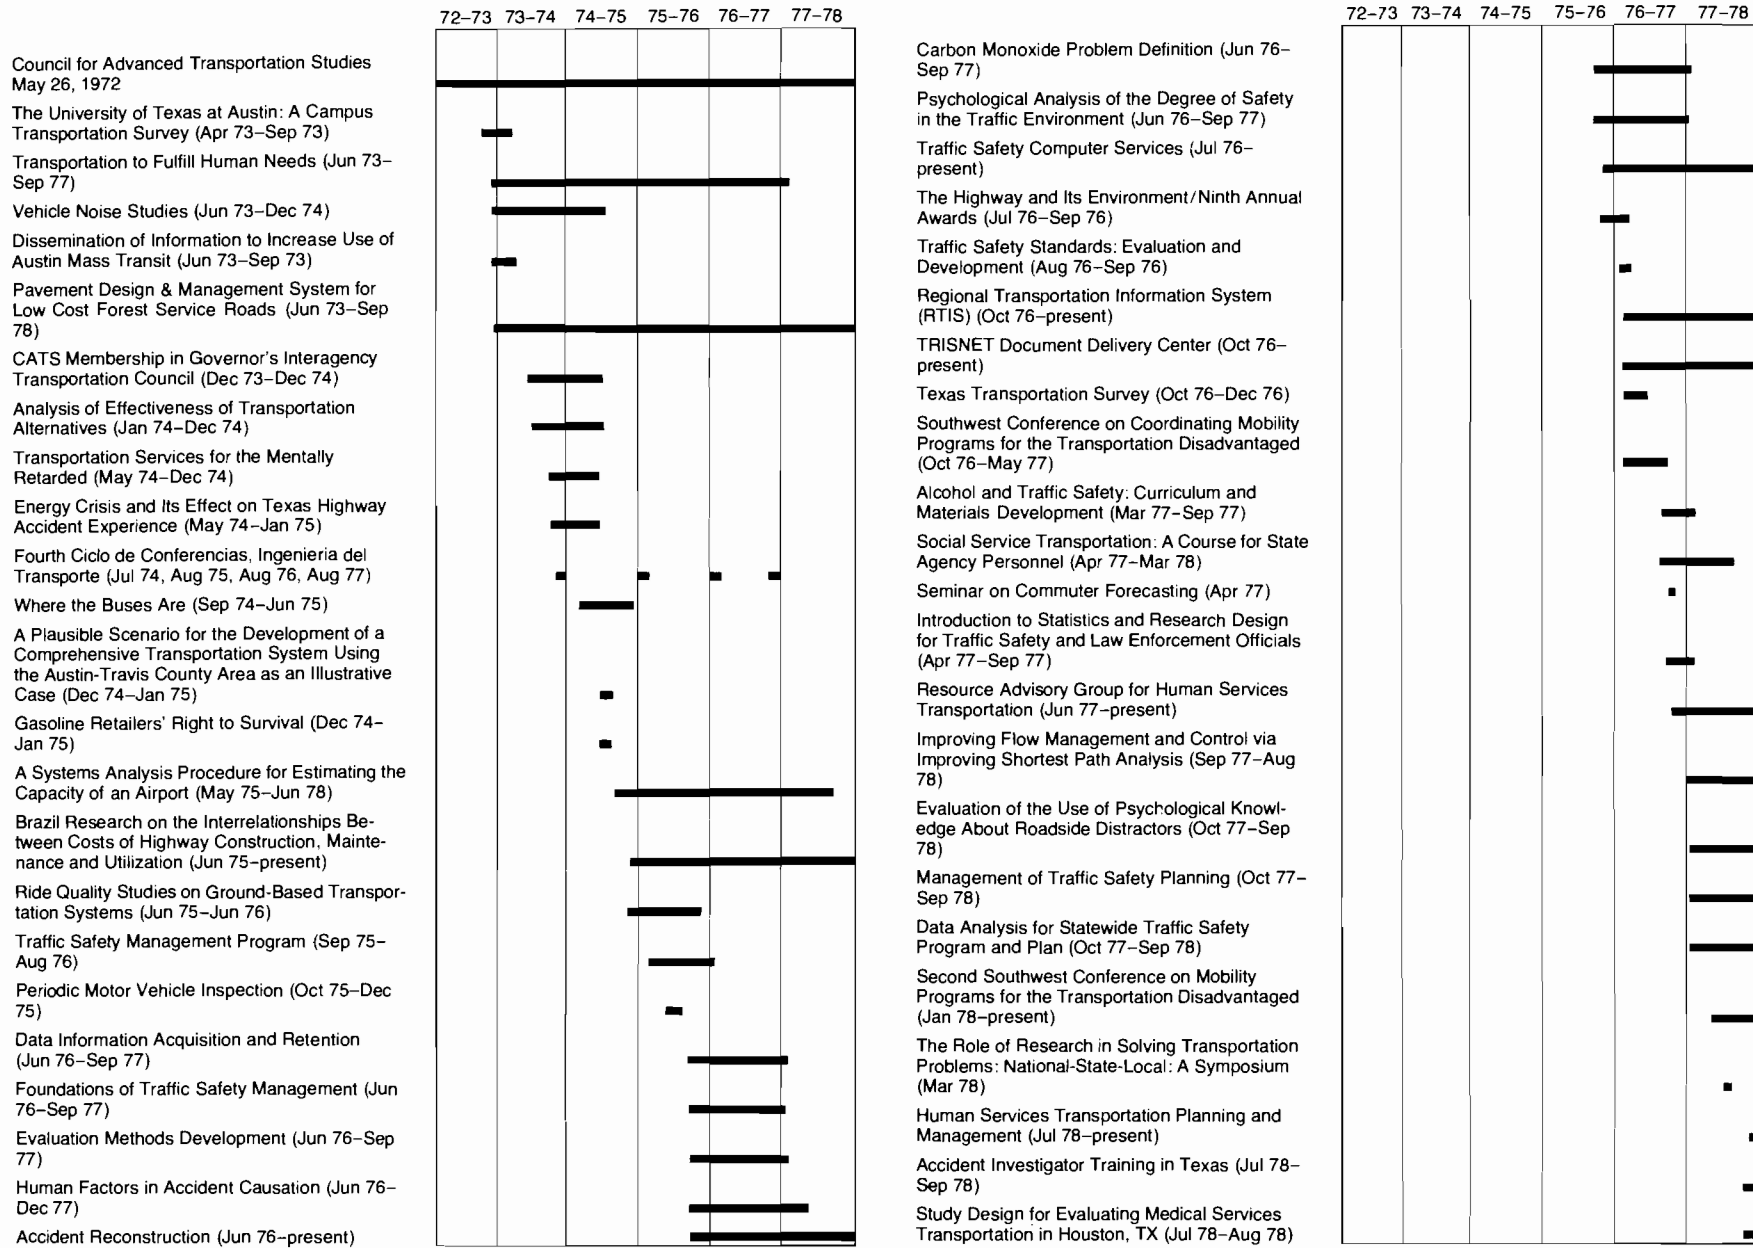 72–73 73–74 74–75 75–76 76–77 77–78
Council for Advanced Transportation Studies
May 26, 1972
The University of Texas at Austin: A Campus
Transportation Survey (Apr 73–Sep 73)
Transportation to Fulfill Human Needs (Jun 73–
Sep 77)
Vehicle Noise Studies (Jun 73–Dec 74)
Dissemination of Information to Increase Use of
Austin Mass Transit (Jun 73–Sep 73)
Pavement Design & Management System for
Low Cost Forest Service Roads (Jun 73–Sep
78)
CATS Membership in Governor's Interagency
Transportation Council (Dec 73–Dec 74)
Analysis of Effectiveness of Transportation
Alternatives (Jan 74–Dec 74)
Transportation Services for the Mentally
Retarded (May 74–Dec 74)
Energy Crisis and Its Effect on Texas Highway
Accident Experience (May 74–Jan 75)
Fourth Ciclo de Conferencias, Ingenieria del
Transporte (Jul 74, Aug 75, Aug 76, Aug 77)
Where the Buses Are (Sep 74–Jun 75)
A Plausible Scenario for the Development of a
Comprehensive Transportation System Using
the Austin-Travis County Area as an Illustrative
Case (Dec 74–Jan 75)
Gasoline Retailers' Right to Survival (Dec 74–
Jan 75)
A Systems Analysis Procedure for Estimating the
Capacity of an Airport (May 75–Jun 78)
Brazil Research on the Interrelationships Be-
tween Costs of Highway Construction, Mainte-
nance and Utilization (Jun 75–present)
Ride Quality Studies on Ground-Based Transpor-
tation Systems (Jun 75–Jun 76)
Traffic Safety Management Program (Sep 75–
Aug 76)
Periodic Motor Vehicle Inspection (Oct 75–Dec
75)
Data Information Acquisition and Retention
(Jun 76–Sep 77)
Foundations of Traffic Safety Management (Jun
76–Sep 77)
Evaluation Methods Development (Jun 76–Sep
77)
Human Factors in Accident Causation (Jun 76–
Dec 77)
Accident Reconstruction (Jun 76–present)
72–73 73–74 74–75 75–76 76–77 77–78
Carbon Monoxide Problem Definition (Jun 76–
Sep 77)
Psychological Analysis of the Degree of Safety
in the Traffic Environment (Jun 76–Sep 77)
Traffic Safety Computer Services (Jul 76–
present)
The Highway and Its Environment/Ninth Annual
Awards (Jul 76–Sep 76)
Traffic Safety Standards: Evaluation and
Development (Aug 76–Sep 76)
Regional Transportation Information System
(RTIS) (Oct 76–present)
TRISNET Document Delivery Center (Oct 76–
present)
Texas Transportation Survey (Oct 76–Dec 76)
Southwest Conference on Coordinating Mobility
Programs for the Transportation Disadvantaged
(Oct 76–May 77)
Alcohol and Traffic Safety: Curriculum and
Materials Development (Mar 77–Sep 77)
Social Service Transportation: A Course for State
Agency Personnel (Apr 77–Mar 78)
Seminar on Commuter Forecasting (Apr 77)
Introduction to Statistics and Research Design
for Traffic Safety and Law Enforcement Officials
(Apr 77–Sep 77)
Resource Advisory Group for Human Services
Transportation (Jun 77–present)
Improving Flow Management and Control via
Improving Shortest Path Analysis (Sep 77–Aug
78)
Evaluation of the Use of Psychological Knowl-
edge About Roadside Distractors (Oct 77–Sep
78)
Management of Traffic Safety Planning (Oct 77–
Sep 78)
Data Analysis for Statewide Traffic Safety
Program and Plan (Oct 77–Sep 78)
Second Southwest Conference on Mobility
Programs for the Transportation Disadvantaged
(Jan 78–present)
The Role of Research in Solving Transportation
Problems: National-State-Local: A Symposium
(Mar 78)
Human Services Transportation Planning and
Management (Jul 78–present)
Accident Investigator Training in Texas (Jul 78–
Sep 78)
Study Design for Evaluating Medical Services
Transportation in Houston, TX (Jul 78–Aug 78)